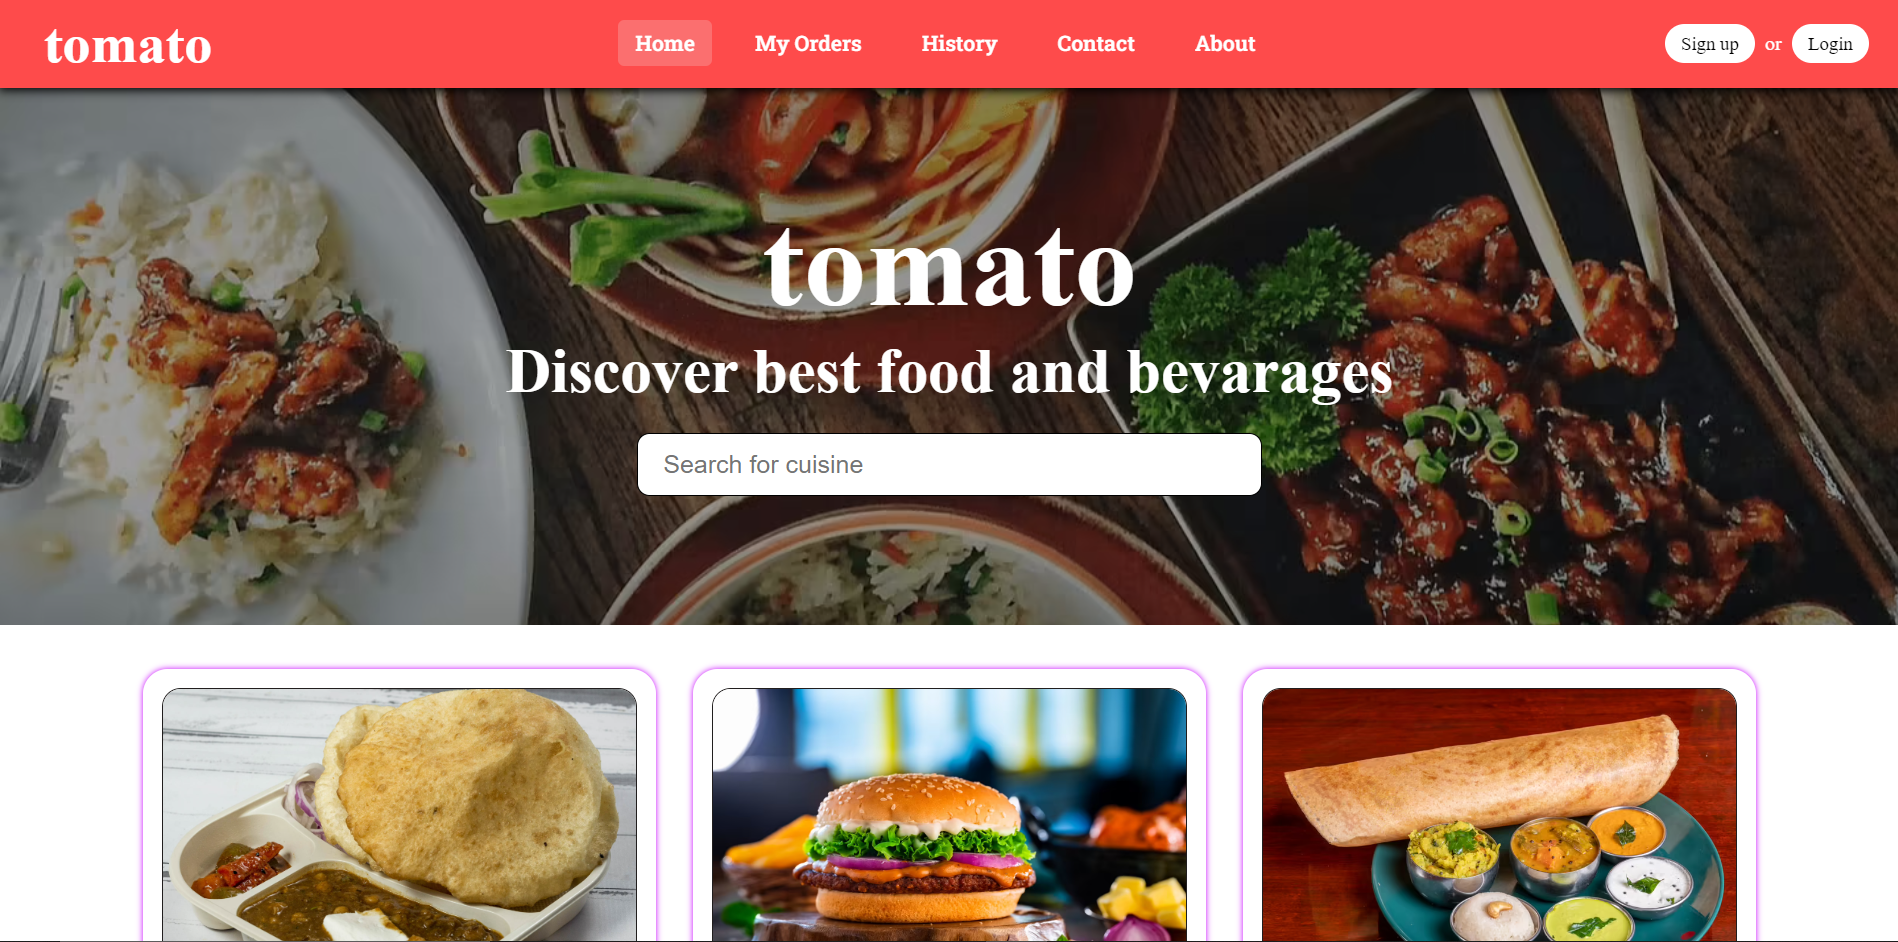 tomato
Home My Orders History Contact About
Sign up or Login
tomato
Discover best food and bevarages
Search for cuisine